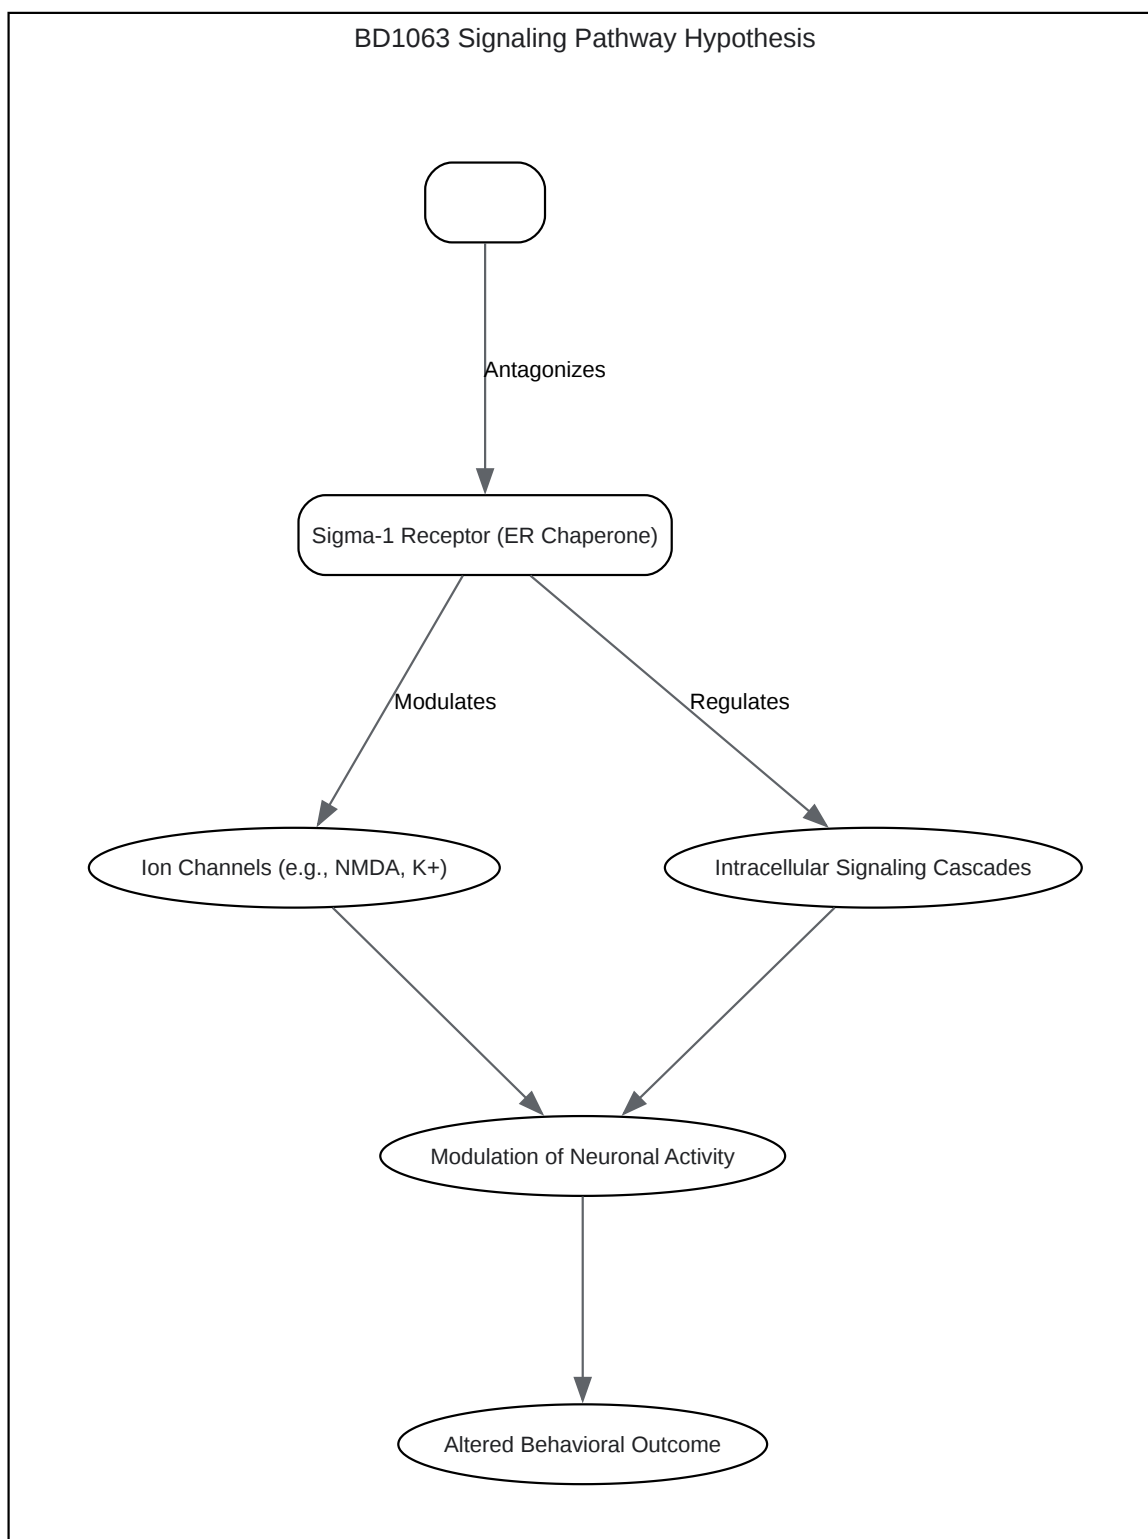 BD1063 Signaling Pathway Hypothesis
Antagonizes
Sigma-1 Receptor (ER Chaperone)
Modulates
Regulates
Ion Channels (e.g., NMDA, K+)
Intracellular Signaling Cascades
Modulation of Neuronal Activity
Altered Behavioral Outcome